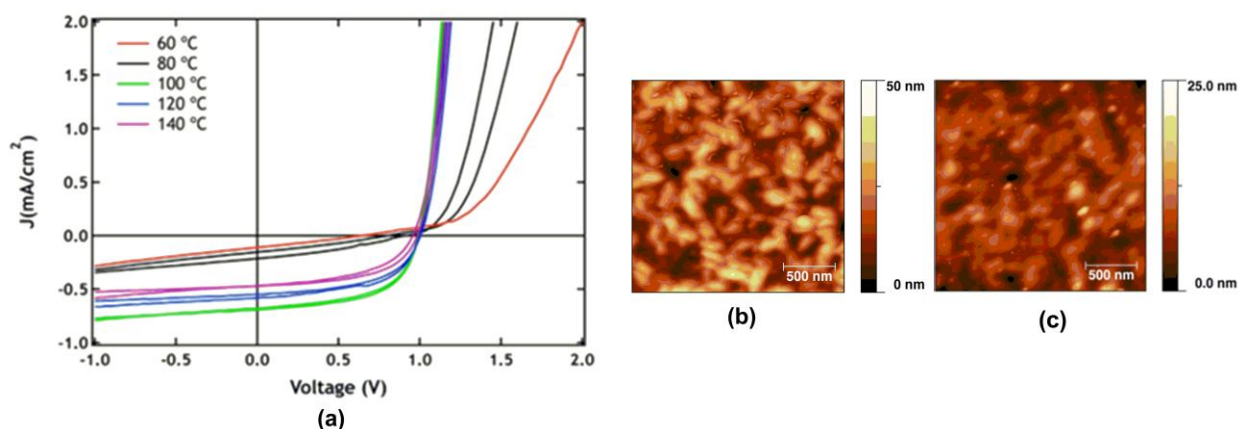 2.0
1.5
1.0
0.5
0.0
-0.5
-1.0
J(mA/cm²)
60 °C
80 °C
100 °C
120 °C
140 °C
-1.0 -0.5 0.0 0.5 1.0 1.5 2.0
Voltage (V)
(a)
50 nm
0 nm
500 nm
(b)
25.0 nm
0.0 nm
500 nm
(c)